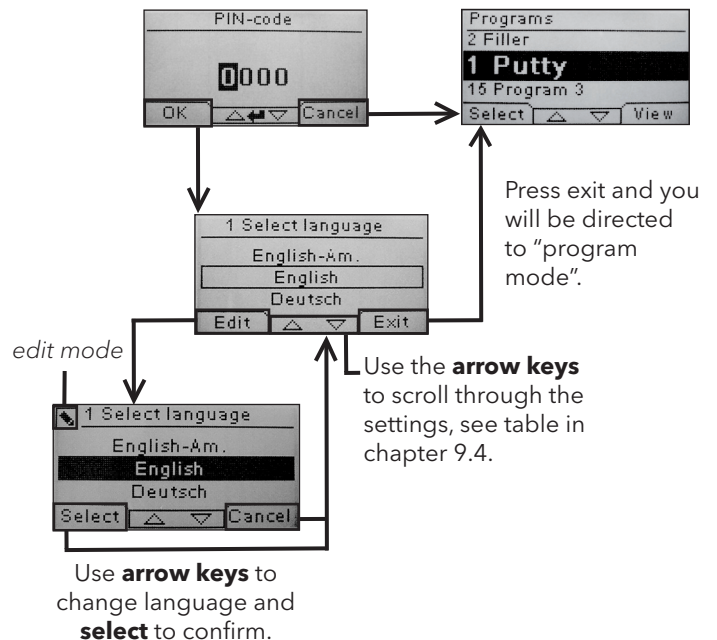 PIN-code
0000
OK
Cancel
Programs
2 Filler
1 Putty
15 Program 3
Select
View
Press exit and you
will be directed
to “program
mode”.
1 Select language
English-Am.
English
Deutsch
Edit
Exit
edit mode
Use the arrow keys
to scroll through the
settings, see table in
chapter 9.4.
1 Select language
English-Am.
English
Deutsch
Select
Cancel
Use arrow keys to
change language and
select to confirm.